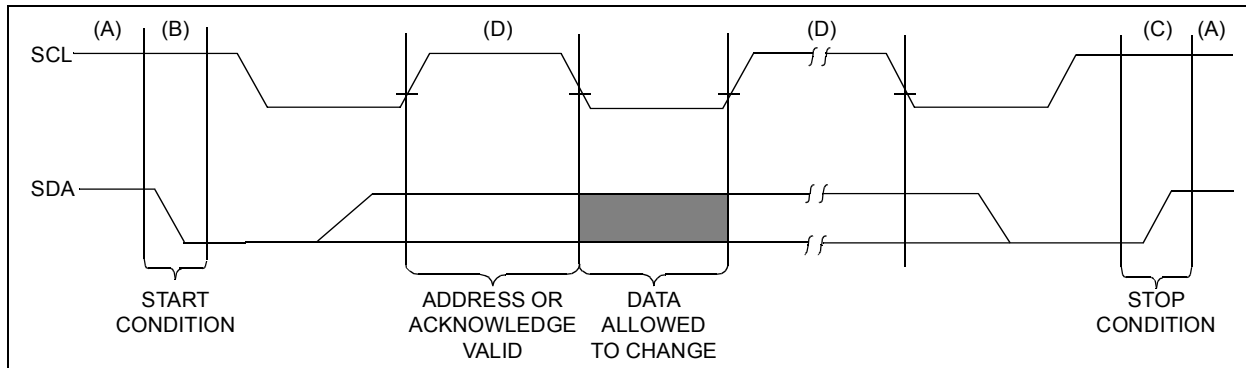 (A) (B) (D) (D) (C) (A)
SCL
SDA
START
CONDITION
ADDRESS OR
ACKNOWLEDGE
VALID
DATA
ALLOWED
TO CHANGE
STOP
CONDITION